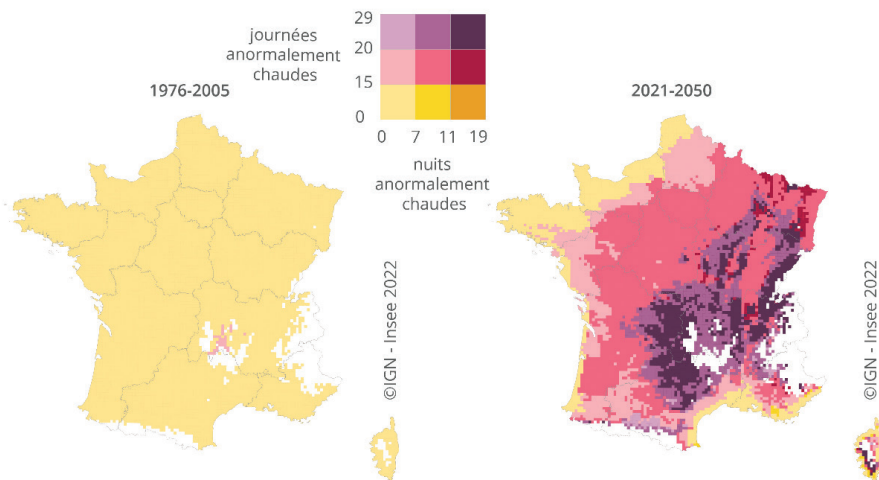 journées
anormalement
chaudes
29
20
15
0
0 7 11 19
nuits
anormalement
chaudes
1976-2005
2021-2050
©IGN - Insee 2022
©IGN - Insee 2022